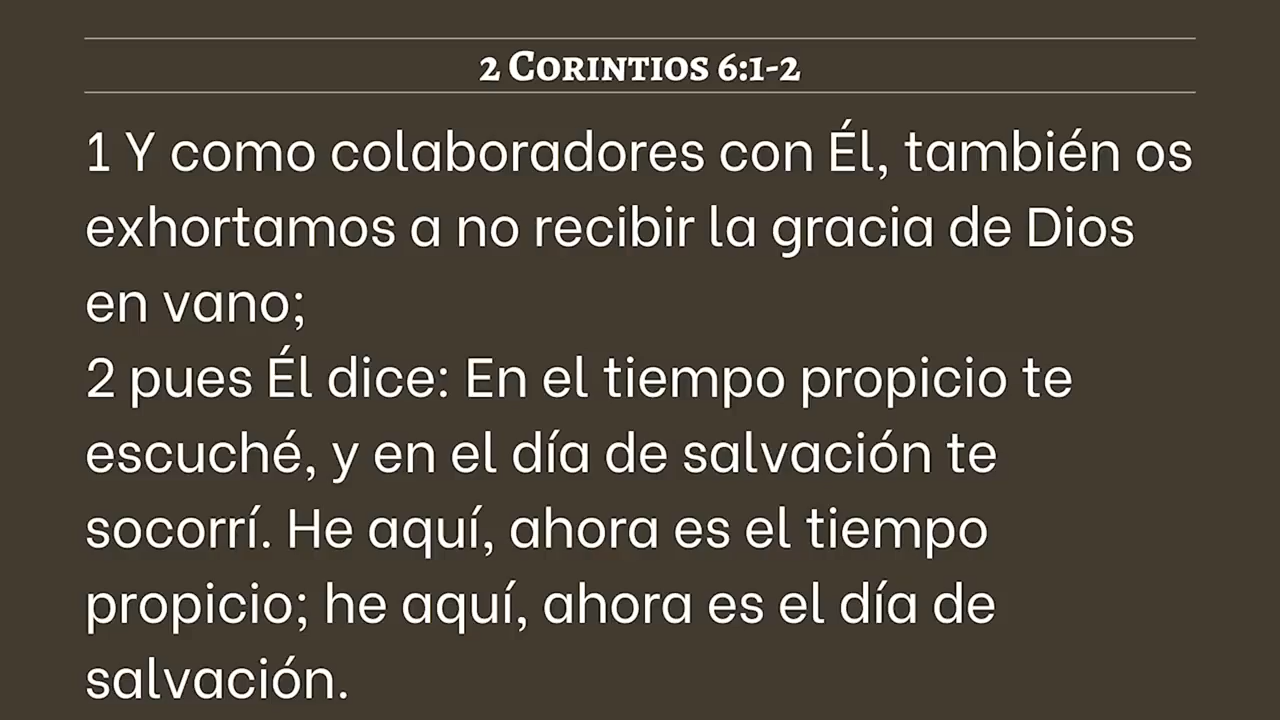 2 Corintios 6:1-2
1 Y como colaboradores con Él, también os
exhortamos a no recibir la gracia de Dios
en vano;
2 pues Él dice: En el tiempo propicio te
escuché, y en el día de salvación te
socorrí. He aquí, ahora es el tiempo
propicio; he aquí, ahora es el día de
salvación.